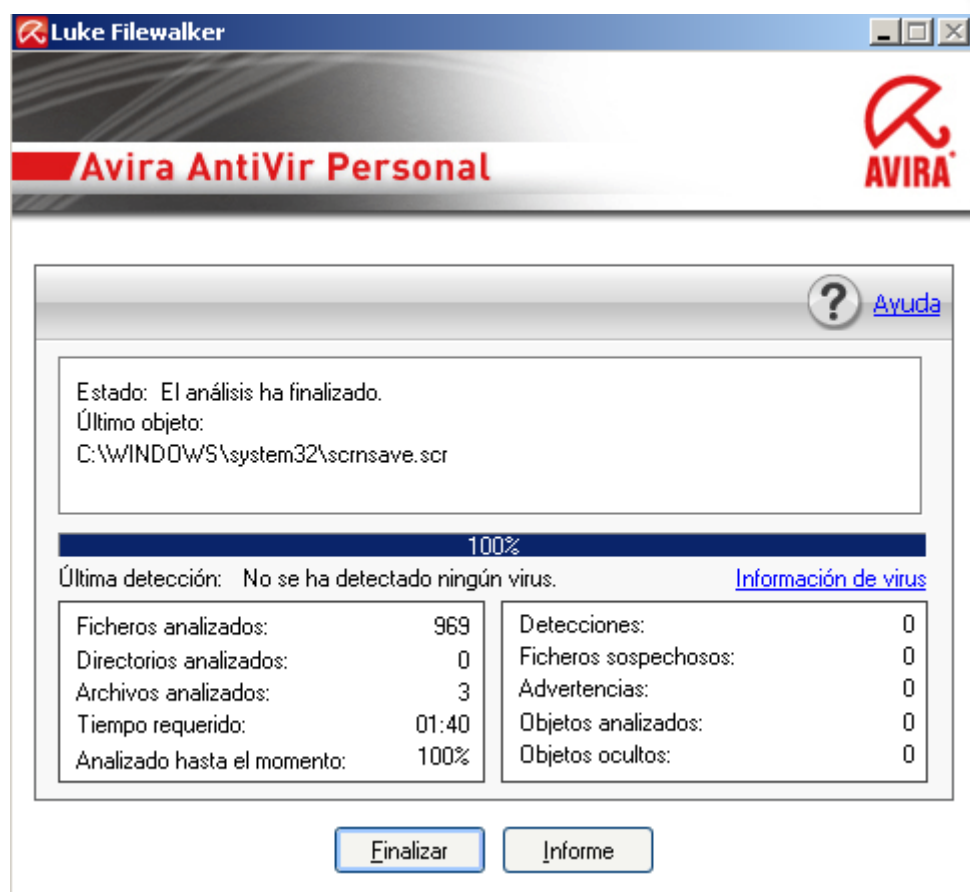 Luke Filewalker
Avira AntiVir Personal
AVIRA
? Ayuda
Estado: El análisis ha finalizado.
Último objeto:
C:\WINDOWS\system32\scrnsave.scr
100%
Última detección: No se ha detectado ningún virus. Información de virus
Ficheros analizados: 969
Directorios analizados: 0
Archivos analizados: 3
Tiempo requerido: 01:40
Analizado hasta el momento: 100%
Detecciones: 0
Ficheros sospechosos: 0
Advertencias: 0
Objetos analizados: 0
Objetos ocultos: 0
Finalizar
Informe